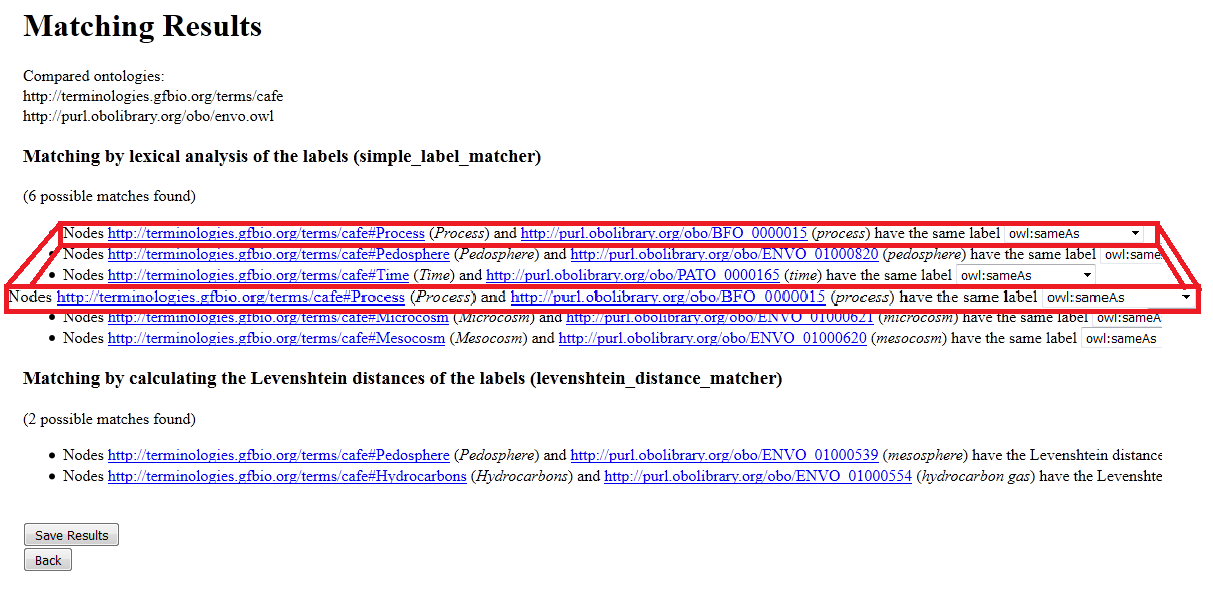 Matching Results
Compared ontologies:
http://terminologies.gfbio.org/terms/cafe
http://purl.obolibrary.org/obo/envo.owl
Matching by lexical analysis of the labels (simple_label_matcher)
(6 possible matches found)
Nodes http://terminologies.gfbio.org/terms/cafe#Process (Process) and http://purl.obolibrary.org/obo/BFO_0000015 (process) have the same label owl:sameAs
• Nodes http://terminologies.gfbio.org/terms/cafe#Pedosphere (Pedosphere) and http://purl.obolibrary.org/obo/ENVO_01000820 (pedosphere) have the same label owl:same
• Nodes http://terminologies.gfbio.org/terms/cafe#Time (Time) and http://purl.obolibrary.org/obo/PATO_0000165 (time) have the same label owl:sameAs
Nodes http://terminologies.gfbio.org/terms/cafe#Process (Process) and http://purl.obolibrary.org/obo/BFO_0000015 (process) have the same label owl:sameAs
• Nodes http://terminologies.gfbio.org/terms/cafe#Microcosm (Microcosm) and http://purl.obolibrary.org/obo/ENVO_01000621 (microcosm) have the same label owl:sameA
• Nodes http://terminologies.gfbio.org/terms/cafe#Mesocosm (Mesocosm) and http://purl.obolibrary.org/obo/ENVO_01000620 (mesocosm) have the same label owl:sameAs
Matching by calculating the Levenshtein distances of the labels (levenshtein_distance_matcher)
(2 possible matches found)
• Nodes http://terminologies.gfbio.org/terms/cafe#Pedosphere (Pedosphere) and http://purl.obolibrary.org/obo/ENVO_01000539 (mesosphere) have the Levenshtein distance
• Nodes http://terminologies.gfbio.org/terms/cafe#Hydrocarbons (Hydrocarbons) and http://purl.obolibrary.org/obo/ENVO_01000554 (hydrocarbon gas) have the Levenshte
Save Results
Back